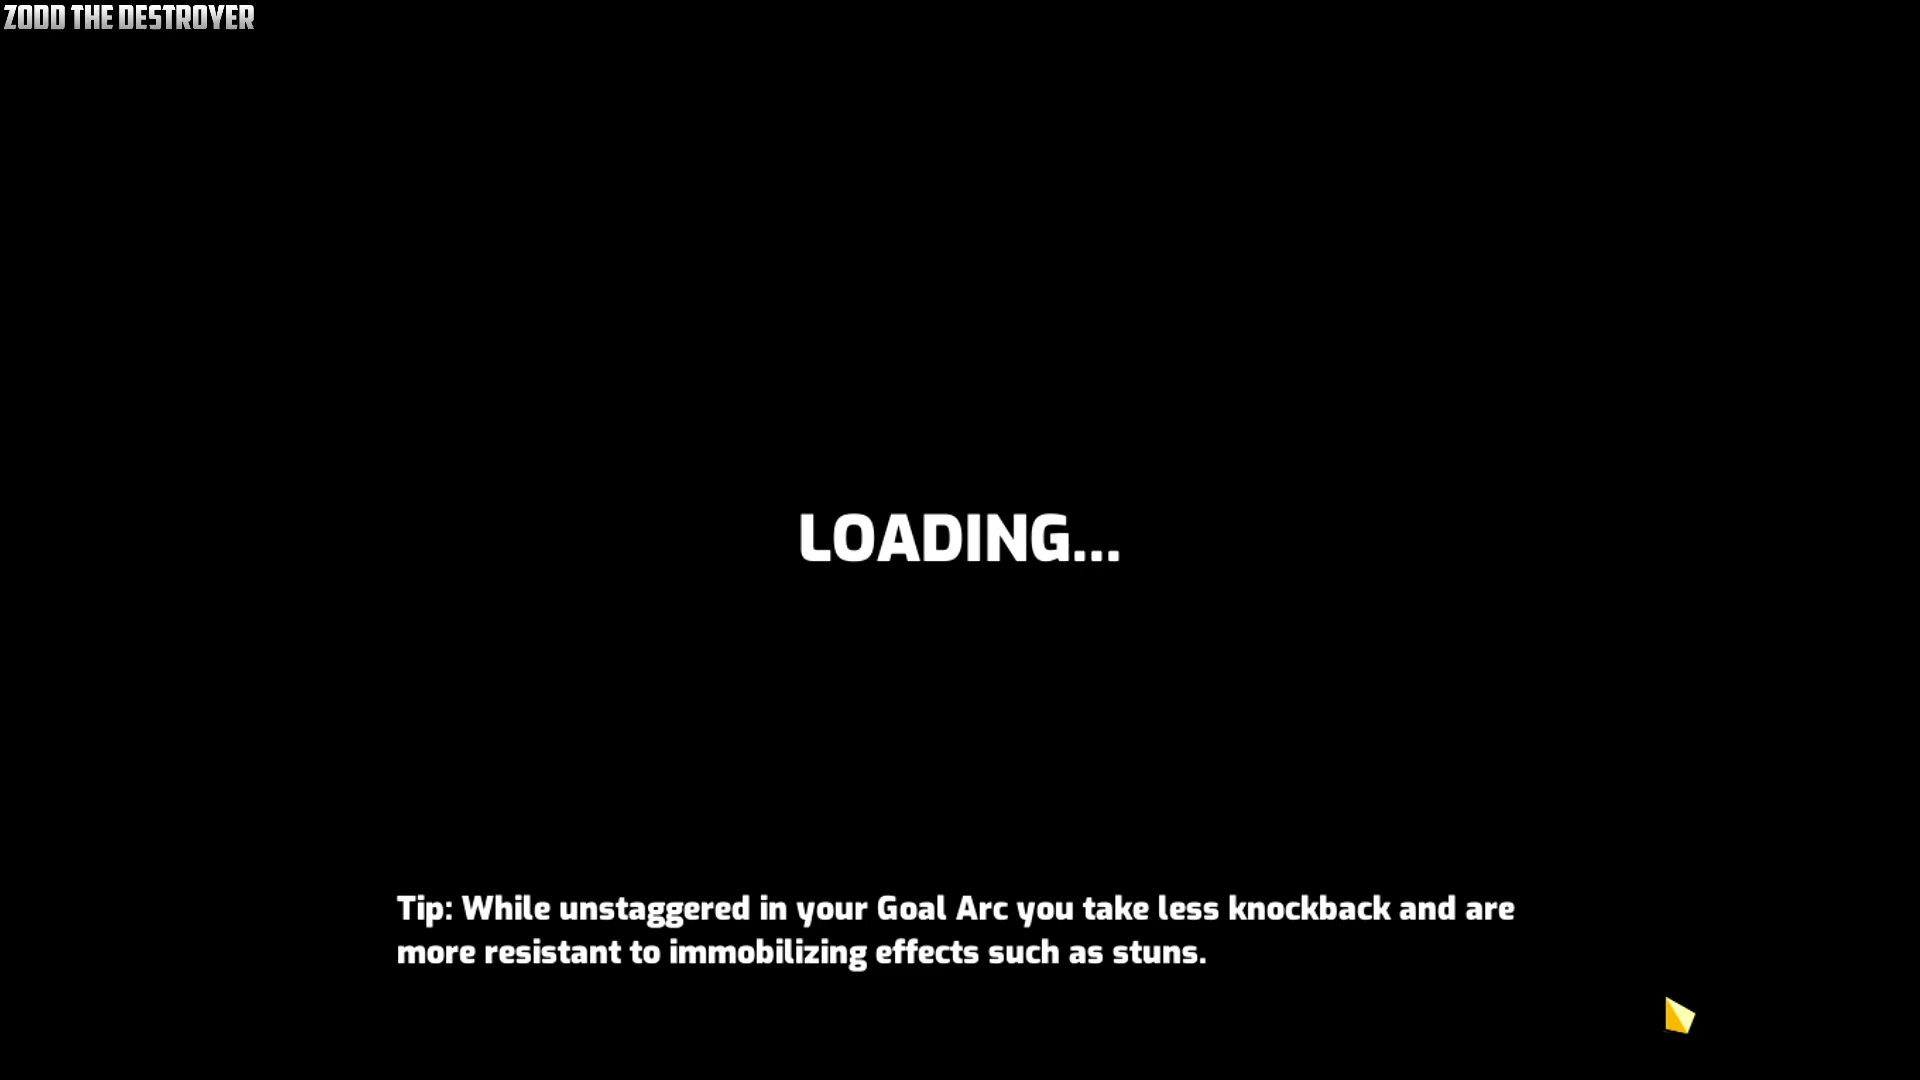 ZODD THE DESTROYER
LOADING...
Tip: While unstaggered in your Goal Arc you take less knockback and are
more resistant to immobilizing effects such as stuns.